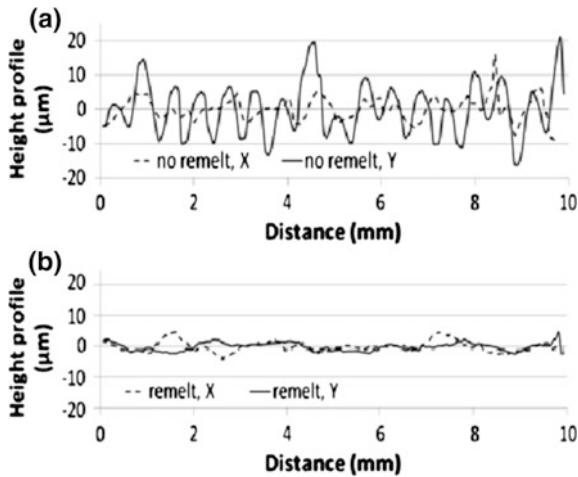 (a)
Height profile
(µm)
20
10
0
-10
-20
no remelt, X
no remelt, Y
0
2
4
6
8
10
Distance (mm)
(b)
Height profile
(µm)
20
10
0
-10
-20
remelt, X
remelt, Y
0
2
4
6
8
10
Distance (mm)